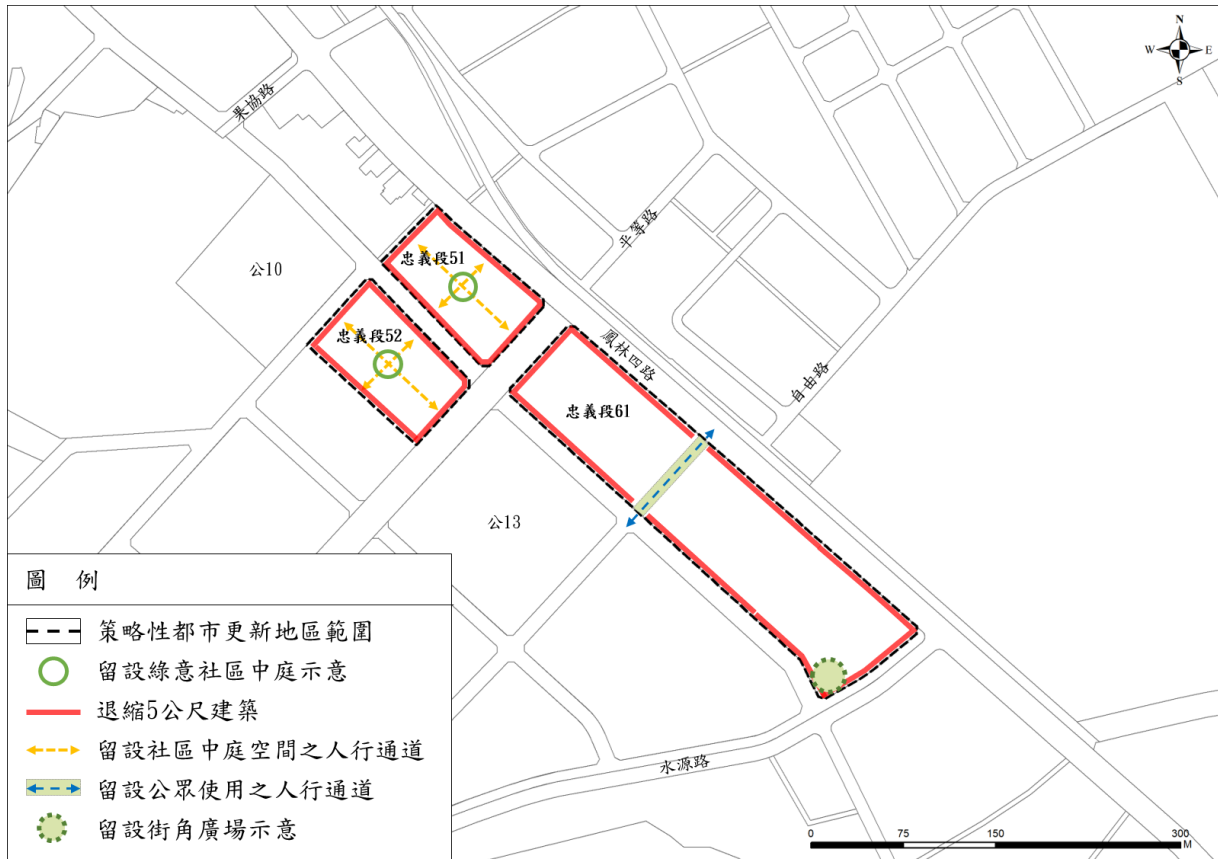 N
W E
S
果協路
平等路
忠義段51
公10
忠義段52
鳳林四路
自由路
忠義段61
公13
圖 例
策略性都市更新地區範圍
留設綠意社區中庭示意
退縮5公尺建築
留設社區中庭空間之人行通道
留設公眾使用之人行通道
留設街角廣場示意
水源路
0 75 150 300
M